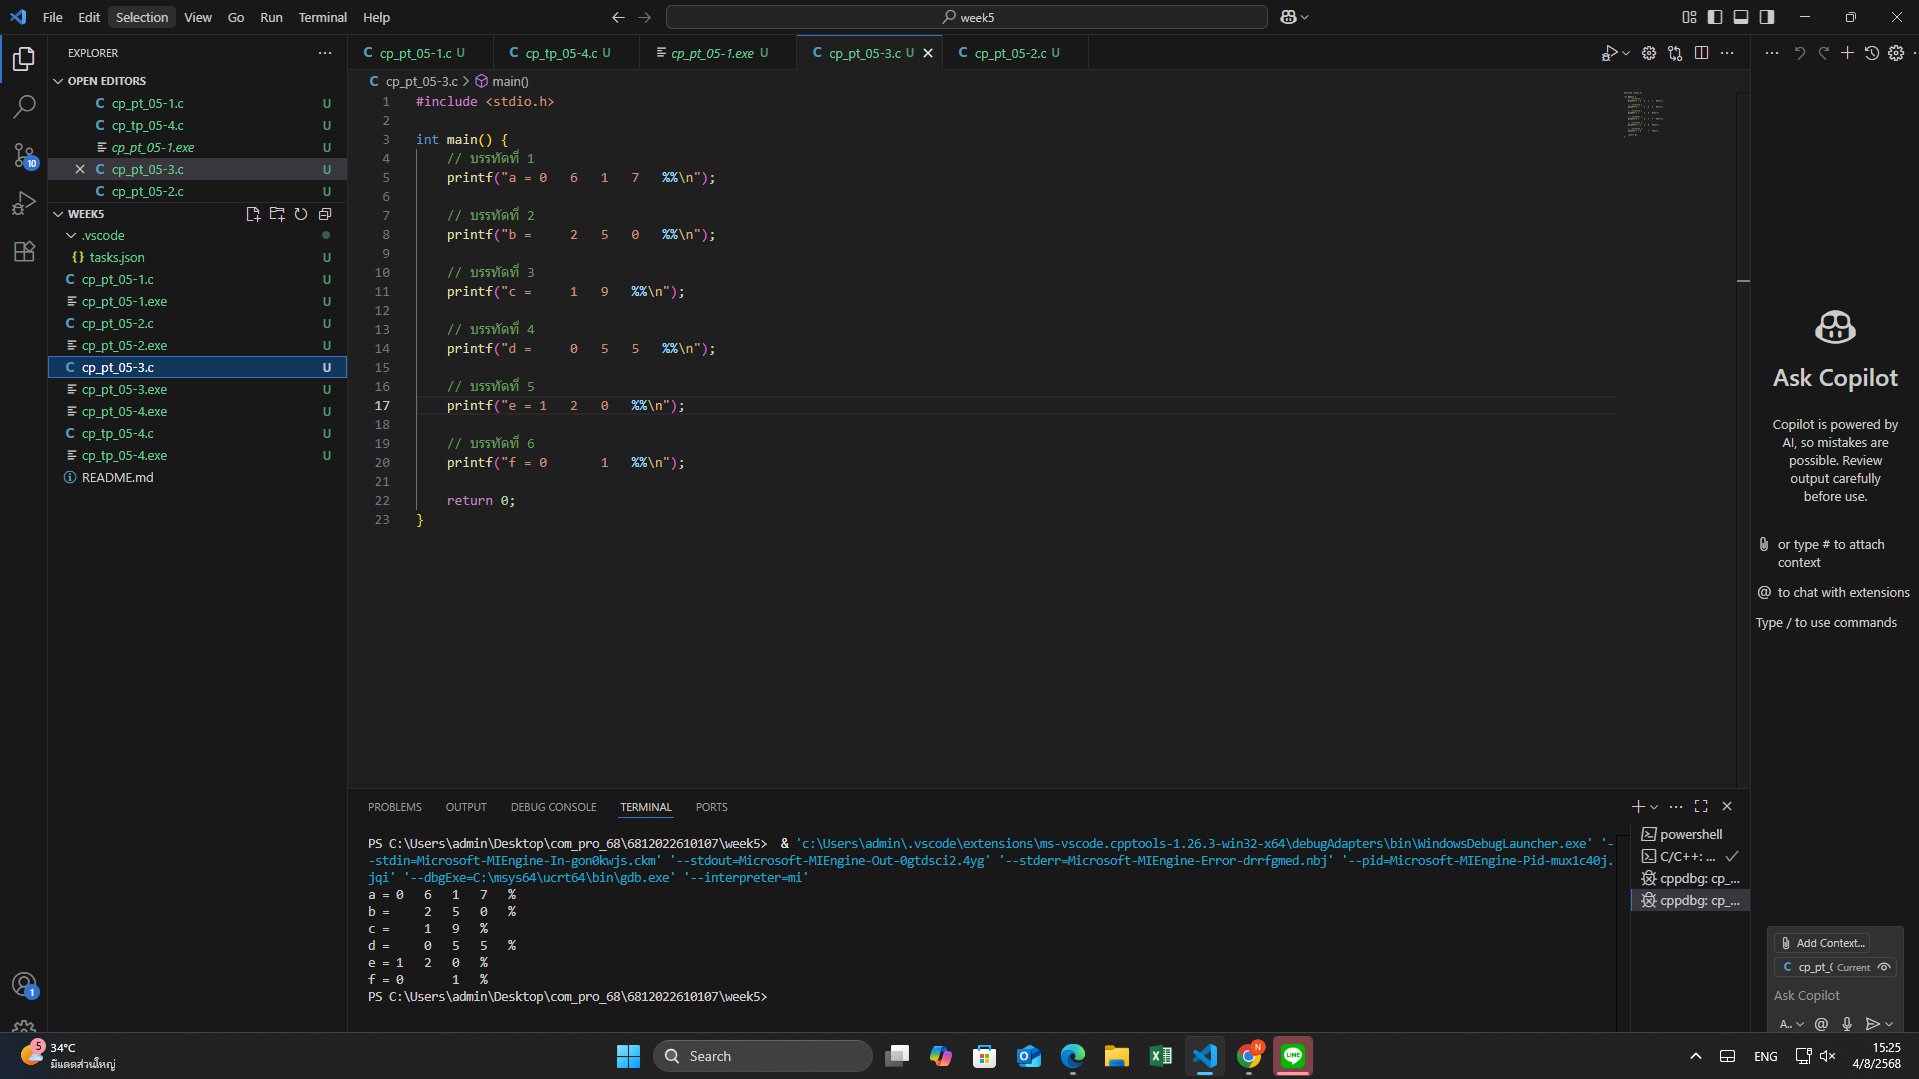 File Edit Selection View Go Run Terminal Help
week5
EXPLORER
OPEN EDITORS
cp_pt_05-1.c U
cp_tp_05-4.c U
cp_pt_05-1.exe U
cp_pt_05-3.c U
cp_pt_05-2.c U
WEEK5
.vscode
{} tasks.json U
cp_pt_05-1.c U
cp_pt_05-1.exe U
cp_pt_05-2.c U
cp_pt_05-2.exe U
cp_pt_05-3.c U
cp_pt_05-3.exe U
cp_pt_05-4.exe U
cp_tp_05-4.c U
cp_tp_05-4.exe U
README.md
10
1
C cp_pt_05-1.c U C cp_tp_05-4.c U cp_pt_05-1.exe U C cp_pt_05-3.c U C cp_pt_05-2.c U
C cp_pt_05-3.c > main()
1 #include <stdio.h>
2
3 int main() {
4 // บรรทัดที่ 1
5 printf("a = 0   6   1   7   %%\n");
6
7 // บรรทัดที่ 2
8 printf("b =     2   5   0   %%\n");
9
10 // บรรทัดที่ 3
11 printf("c =     1   9   %%\n");
12
13 // บรรทัดที่ 4
14 printf("d =     0   5   5   %%\n");
15
16 // บรรทัดที่ 5
17 printf("e = 1   2   0   %%\n");
18
19 // บรรทัดที่ 6
20 printf("f = 0       1   %%\n");
21
22 return 0;
23 }
PROBLEMS OUTPUT DEBUG CONSOLE TERMINAL PORTS
PS C:\Users\admin\Desktop\com_pro_68\6812022610107\week5>  & 'c:\Users\admin\.vscode\extensions\ms-vscode.cpptools-1.26.3-win32-x64\debugAdapters\bin\WindowsDebugLauncher.exe' '-
-stdin=Microsoft-MIEngine-In-gon0kwjs.ckm' '--stdout=Microsoft-MIEngine-Out-0gtdsci2.4yg' '--stderr=Microsoft-MIEngine-Error-drrfgmed.nbj' '--pid=Microsoft-MIEngine-Pid-mux1c40j.
jqi' '--dbgExe=C:\msys64\ucrt64\bin\gdb.exe' '--interpreter=mi'
a = 0   6   1   7   %
b =     2   5   0   %
c =     1   9   %
d =     0   5   5   %
e = 1   2   0   %
f = 0       1   %
PS C:\Users\admin\Desktop\com_pro_68\6812022610107\week5>
powershell
C/C++: ...
cppdbg: cp_...
cppdbg: cp_...
Ask Copilot
Copilot is powered by
AI, so mistakes are
possible. Review
output carefully
before use.
or type # to attach
context
@ to chat with extensions
Type / to use commands
Add Context...
C cp_pt_ Current
Ask Copilot
A..
5
34°C
มีแดดส่วนใหญ่
Search
N
LINE
ENG
15:25
4/8/2568